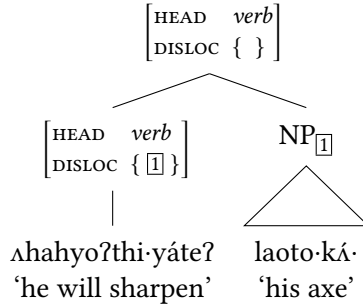 HEAD verb
DISLOC { }
HEAD verb
DISLOC { 1 }
NP1
ʌhahyoʔthi·yáteʔ laoto·kʌ́·
‘he will sharpen’ ‘his axe’